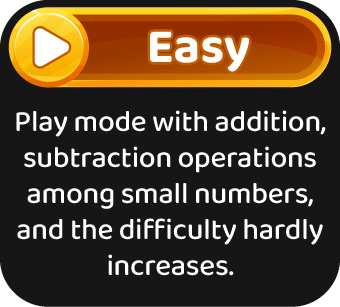 Easy
Play mode with addition,
subtraction operations
among small numbers,
and the difficulty hardly
increases.